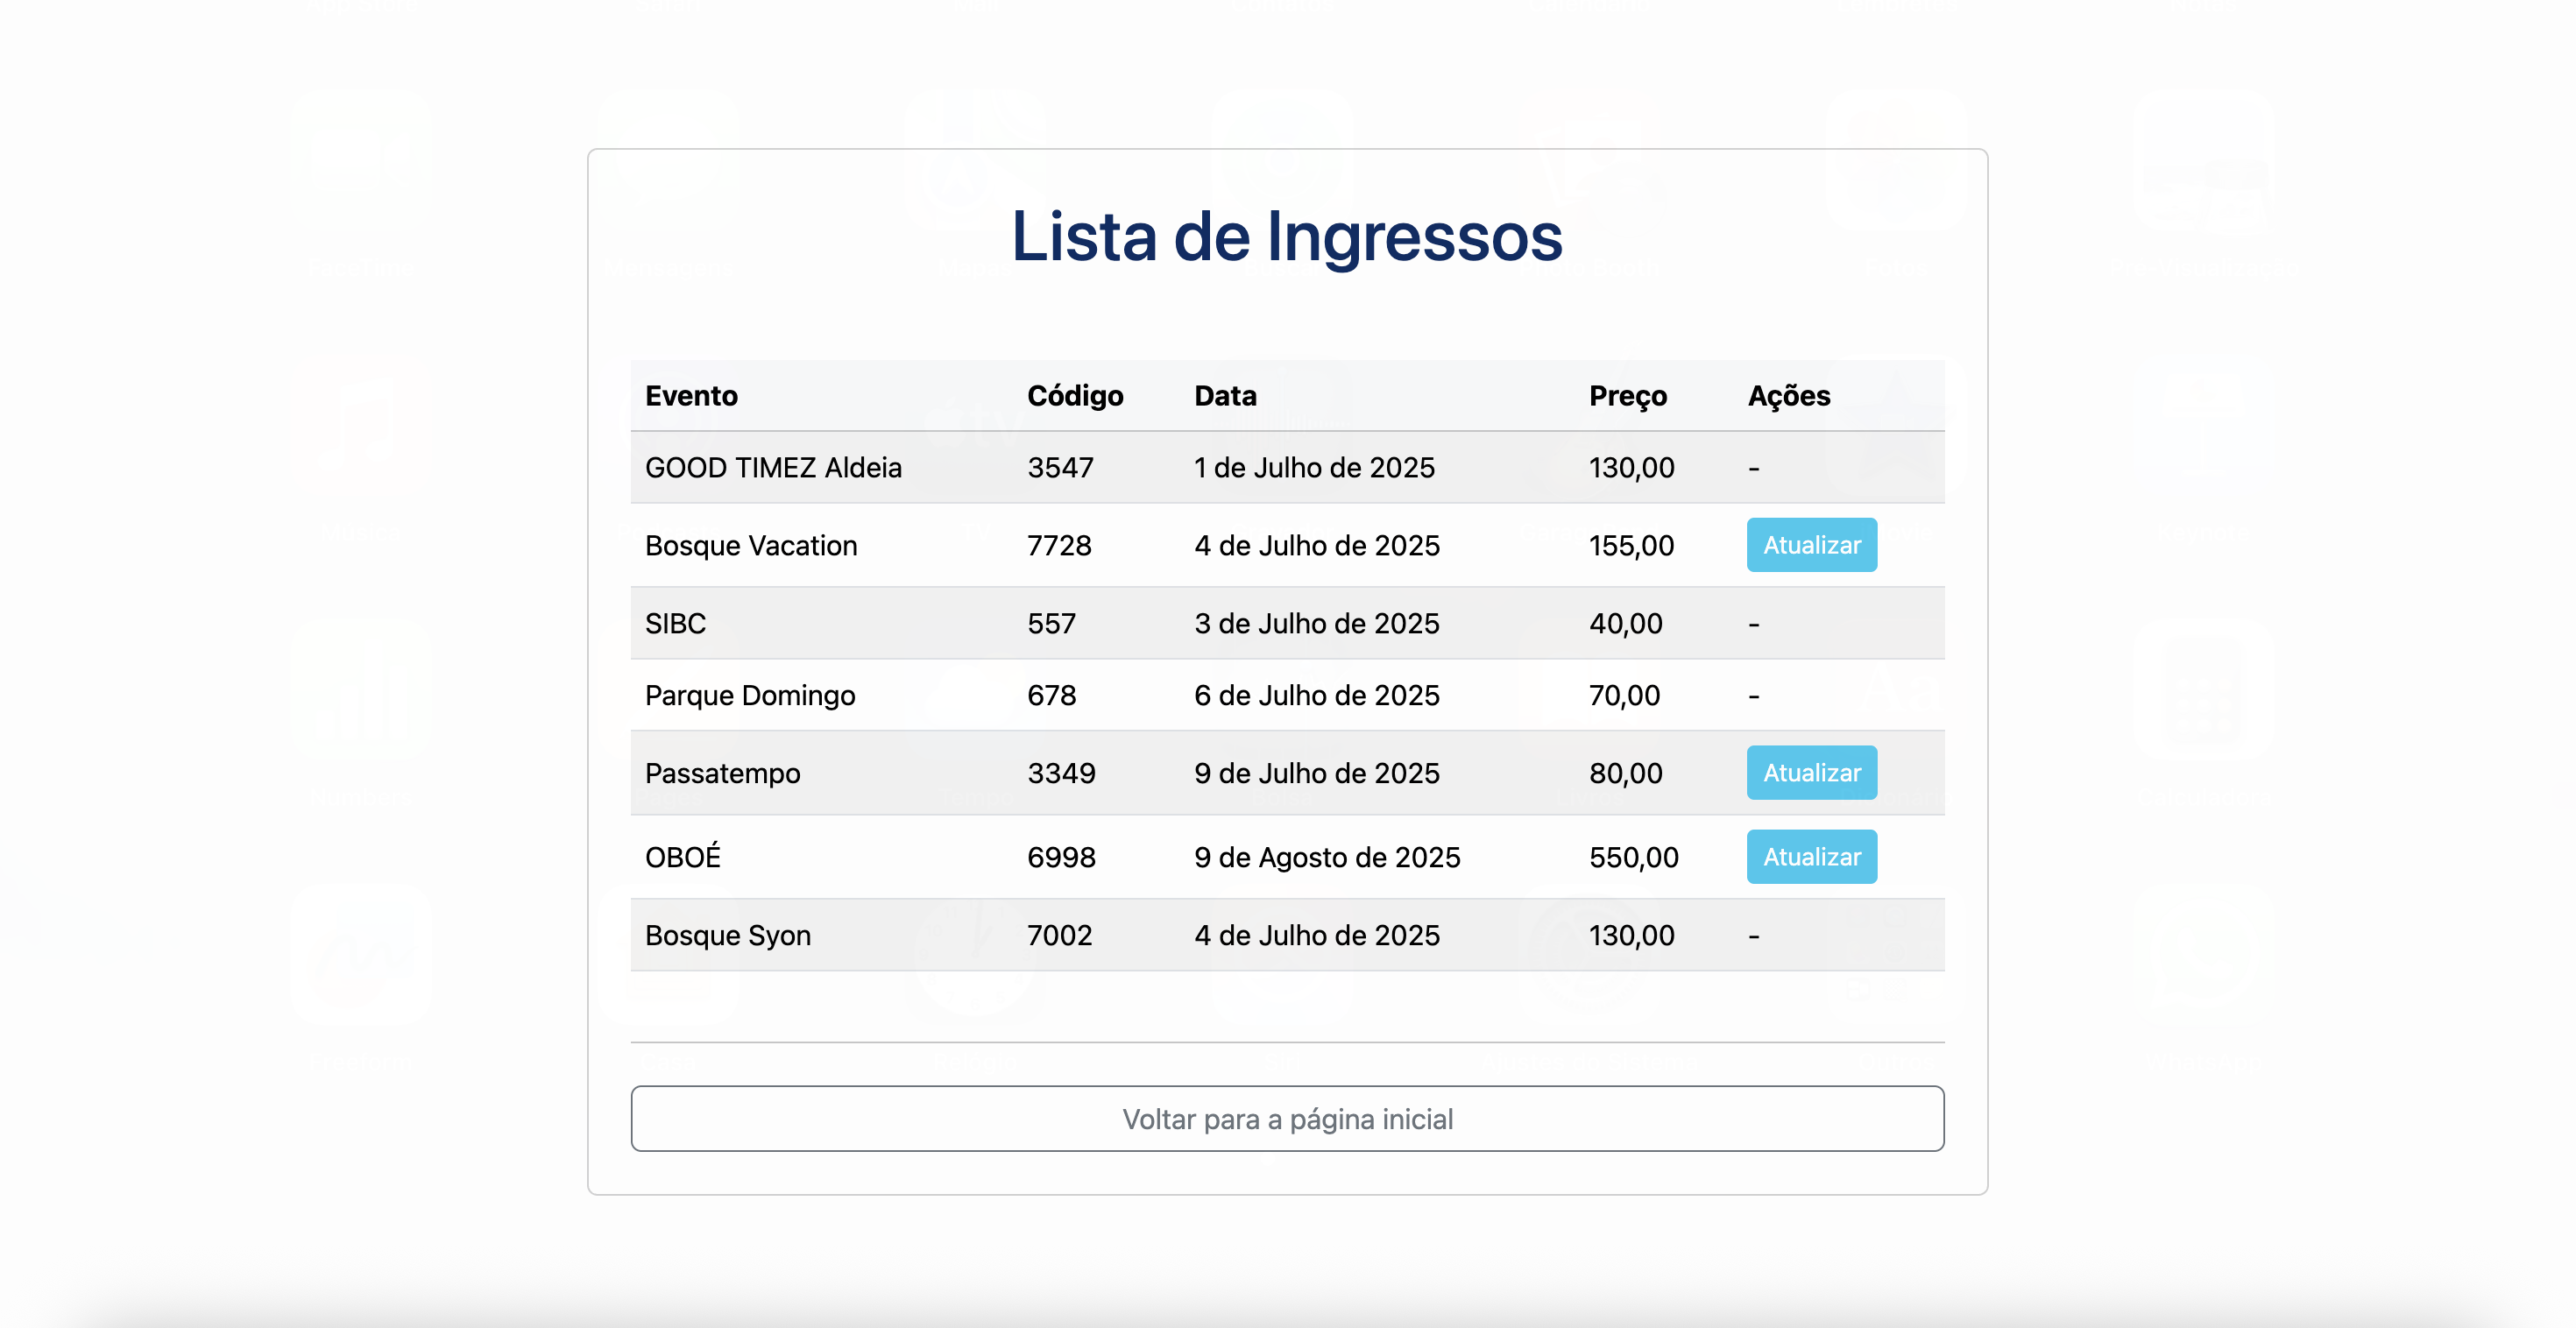 Lista de Ingressos
Evento Código Data Preço Ações
GOOD TIMEZ Aldeia 3547 1 de Julho de 2025 130,00 -
Bosque Vacation 7728 4 de Julho de 2025 155,00 Atualizar
SIBC 557 3 de Julho de 2025 40,00 -
Parque Domingo 678 6 de Julho de 2025 70,00 -
Passatempo 3349 9 de Julho de 2025 80,00 Atualizar
OBOÉ 6998 9 de Agosto de 2025 550,00 Atualizar
Bosque Syon 7002 4 de Julho de 2025 130,00 -
Voltar para a página inicial